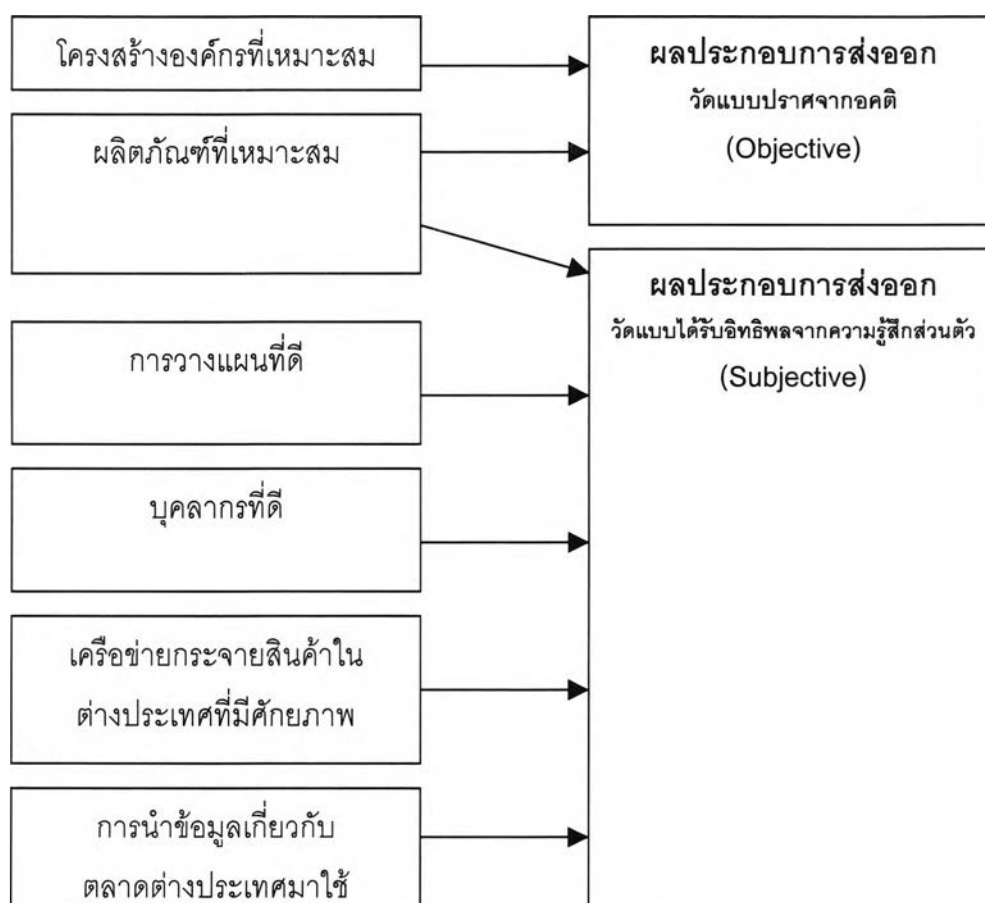 โครงสร้างองค์กรที่เหมาะสม
ผลิตภัณฑ์ที่เหมาะสม
การวางแผนที่ดี
บุคลากรที่ดี
เครือข่ายกระจายสินค้าใน
ต่างประเทศที่มีศักยภาพ
การนำข้อมูลเกี่ยวกับ
ตลาดต่างประเทศมาใช้
ผลประกอบการส่งออก
วัดแบบปราศจากอคติ
(Objective)
ผลประกอบการส่งออก
วัดแบบได้รับอิทธิพลจากความรู้สึกส่วนตัว
(Subjective)